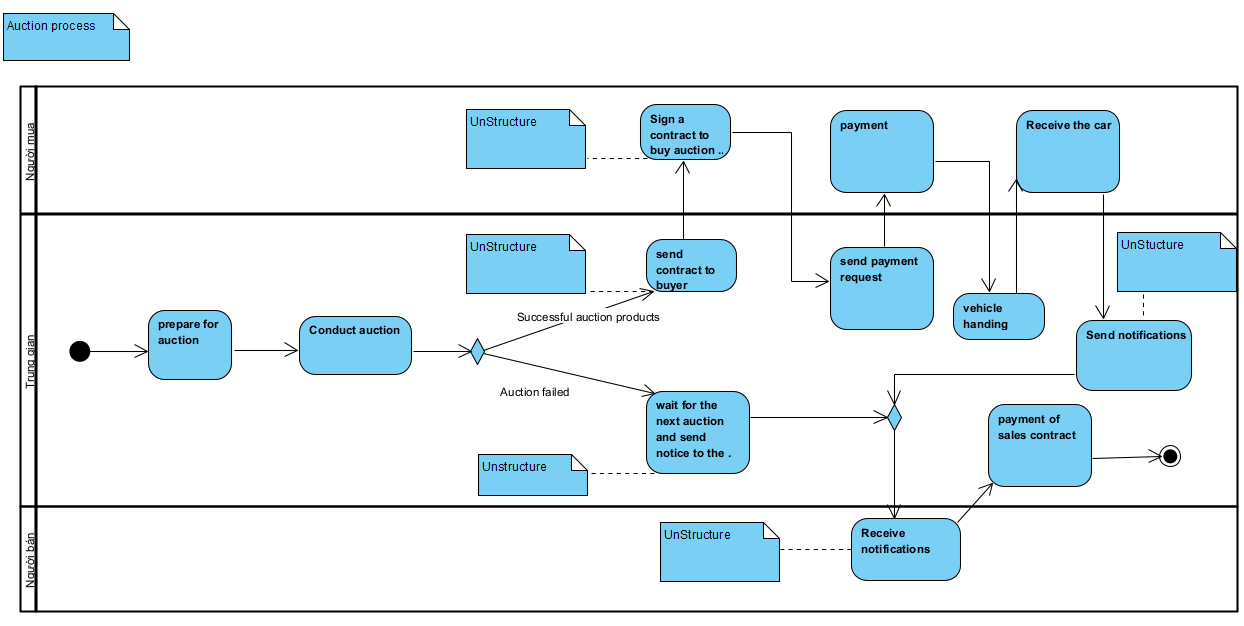 Auction process
Người mua
UnStructure
Sign a
contract to
buy auction ..
payment
Receive the car
Trung gian
UnStructure
send
contract to
buyer
send payment
request
UnStucture
vehicle
handing
Successful auction products
prepare for
auction
Conduct auction
Send notifications
Auction failed
wait for the
next auction
and send
notice to the .
payment of
sales contract
Unstructure
Người bán
UnStructure
Receive
notifications